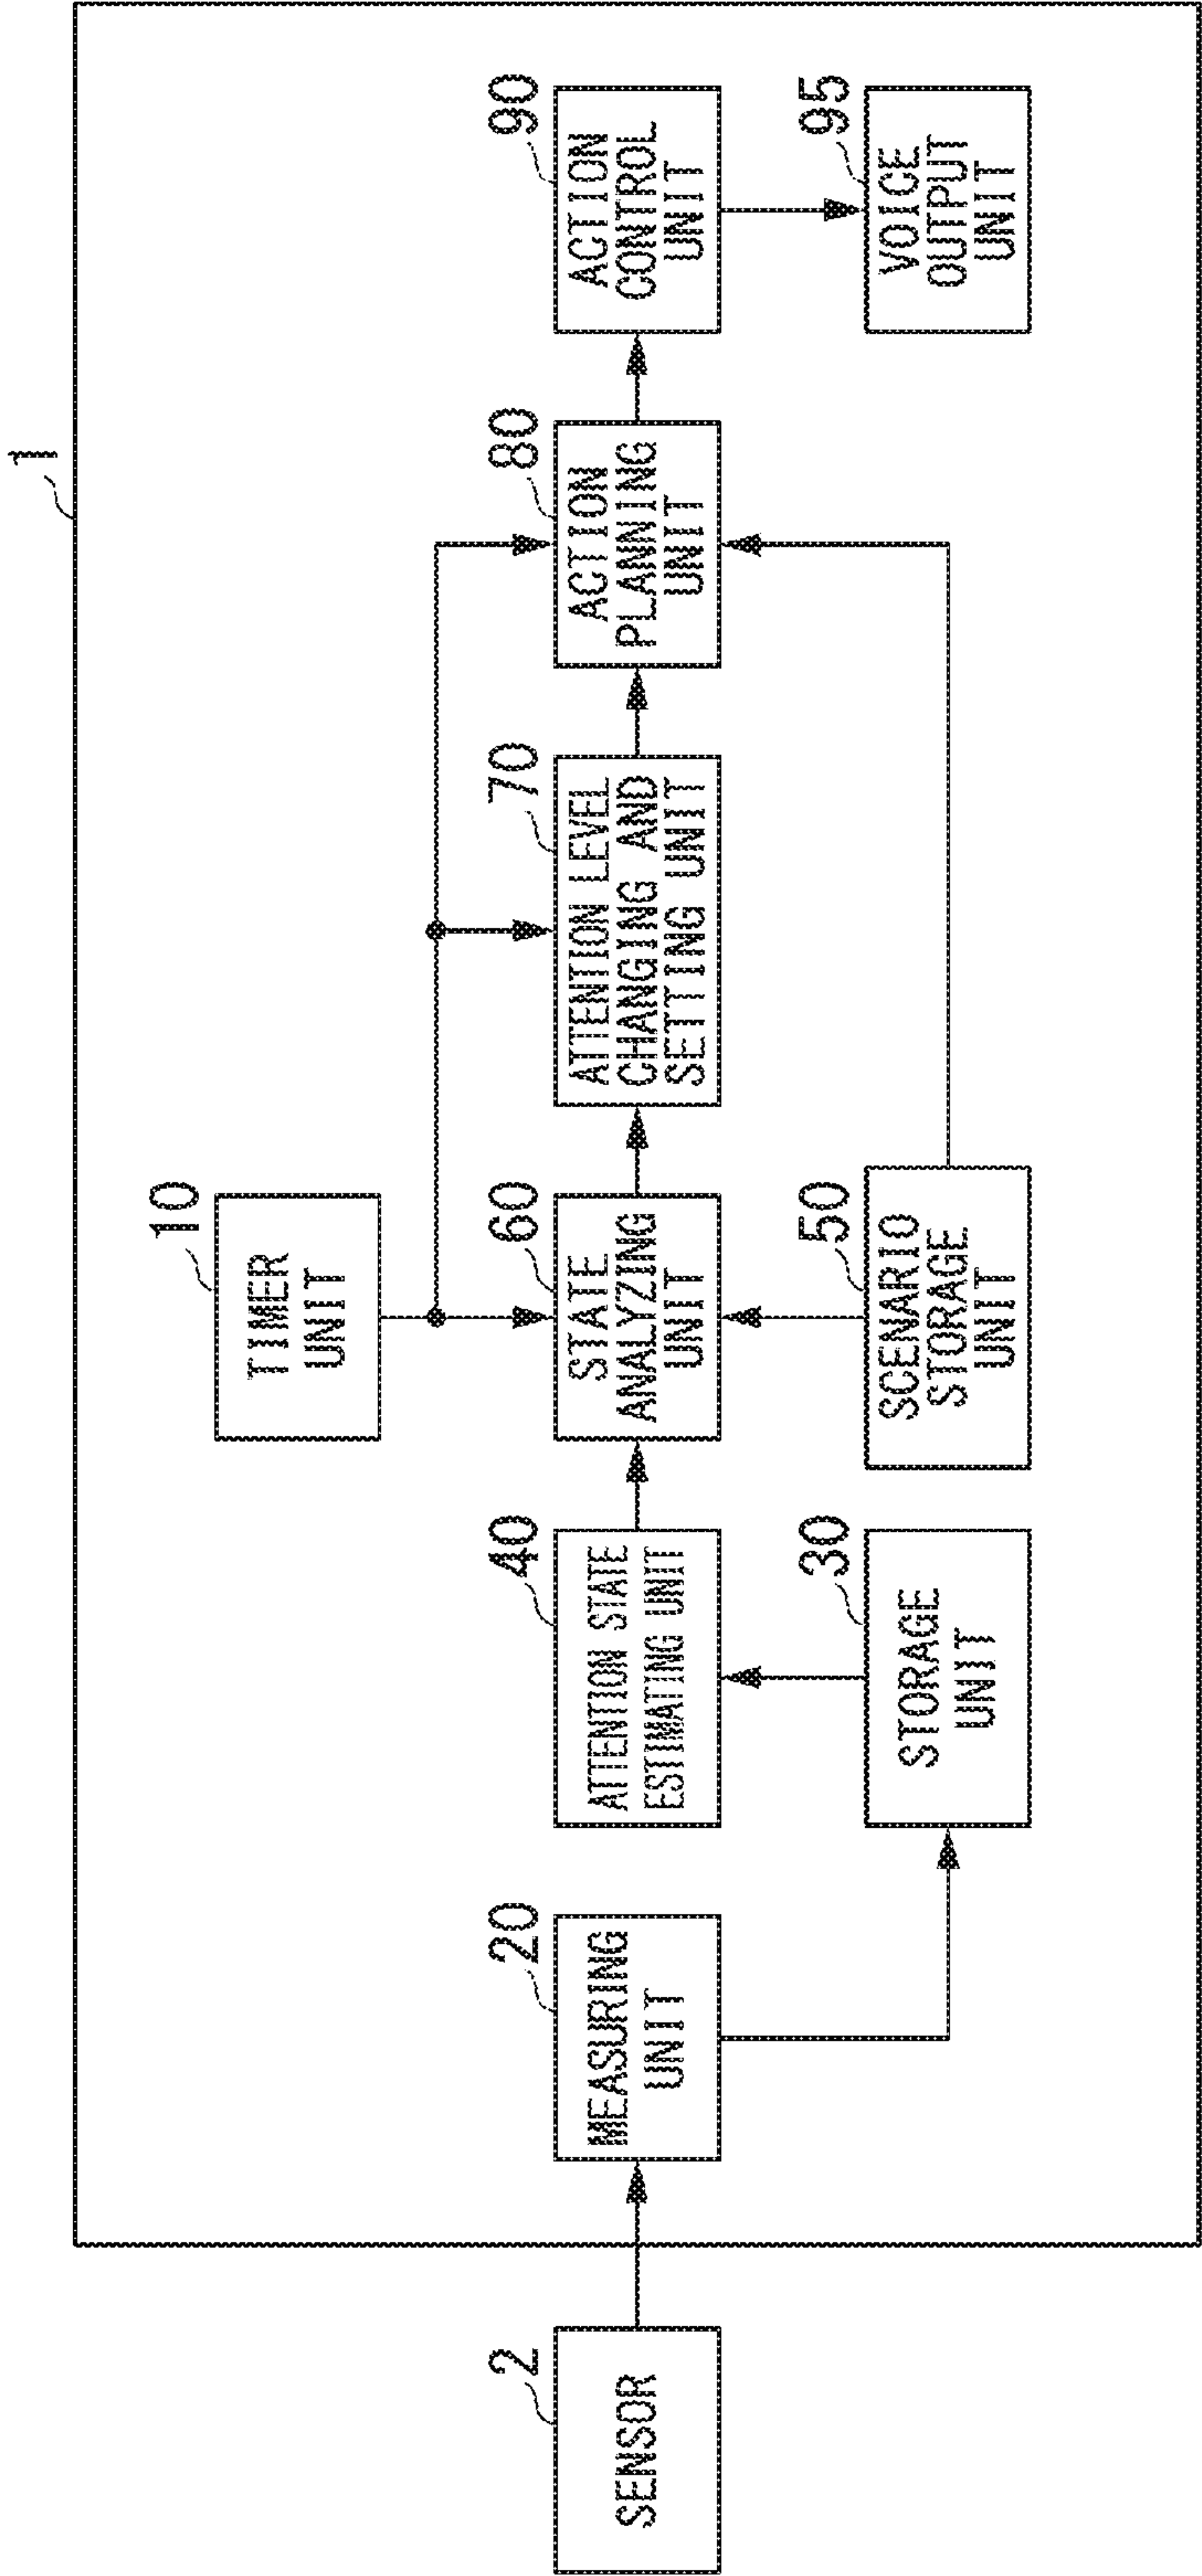 1
10
TIMER
UNIT
2
SENSOR
20
MEASURING
UNIT
40
ATTENTION STATE
ESTIMATING UNIT
60
STATE
ANALYZING
UNIT
70
ATTENTION LEVEL
CHANGING AND
SETTING UNIT
80
ACTION
PLANNING
UNIT
90
ACTION
CONTROL
UNIT
30
STORAGE
UNIT
50
SCENARIO
STORAGE
UNIT
95
VOICE
OUTPUT
UNIT